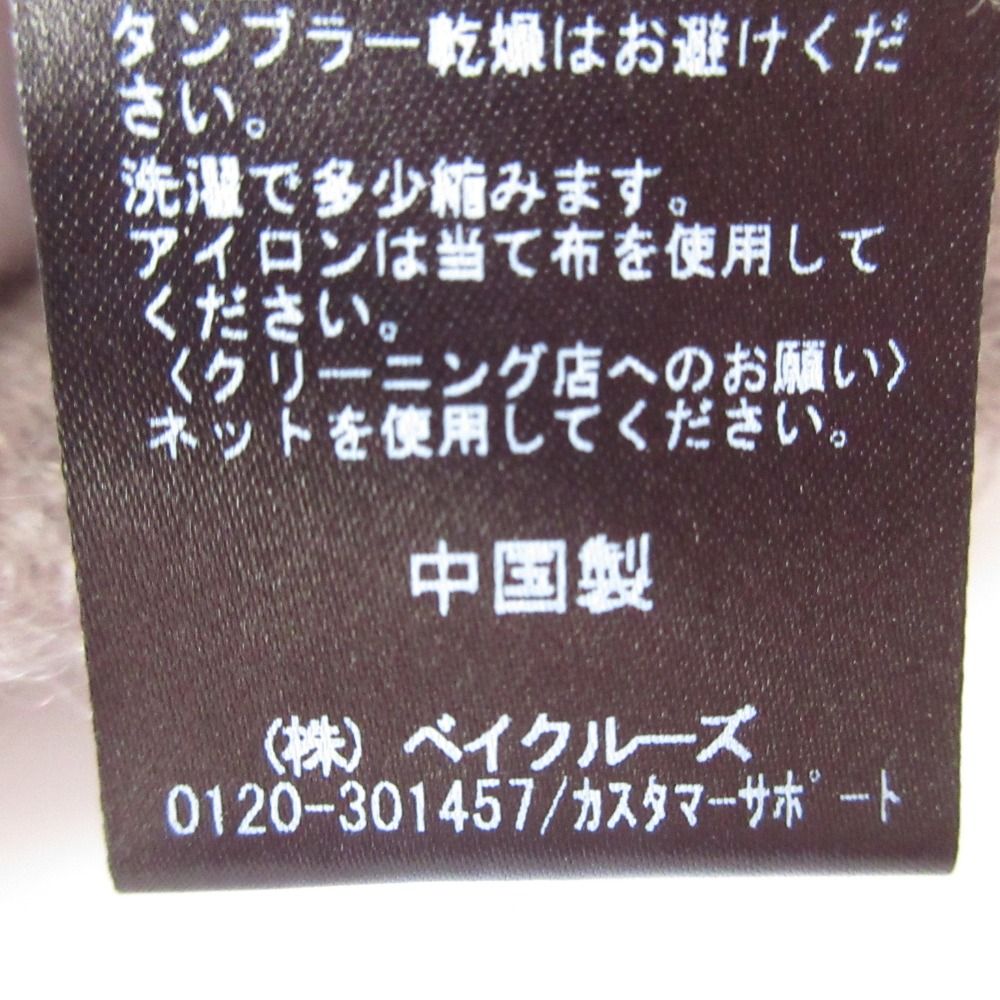 タンブラー乾燥はお避けくだ
さい。
洗濯で多少縮みます。
アイロンは当て布を使用して
ください。
〈クリーニング店へのお願い〉
ネットを使用してください。
中国製
(株) ベイクルーズ
0120-301457/カスタマーサポート